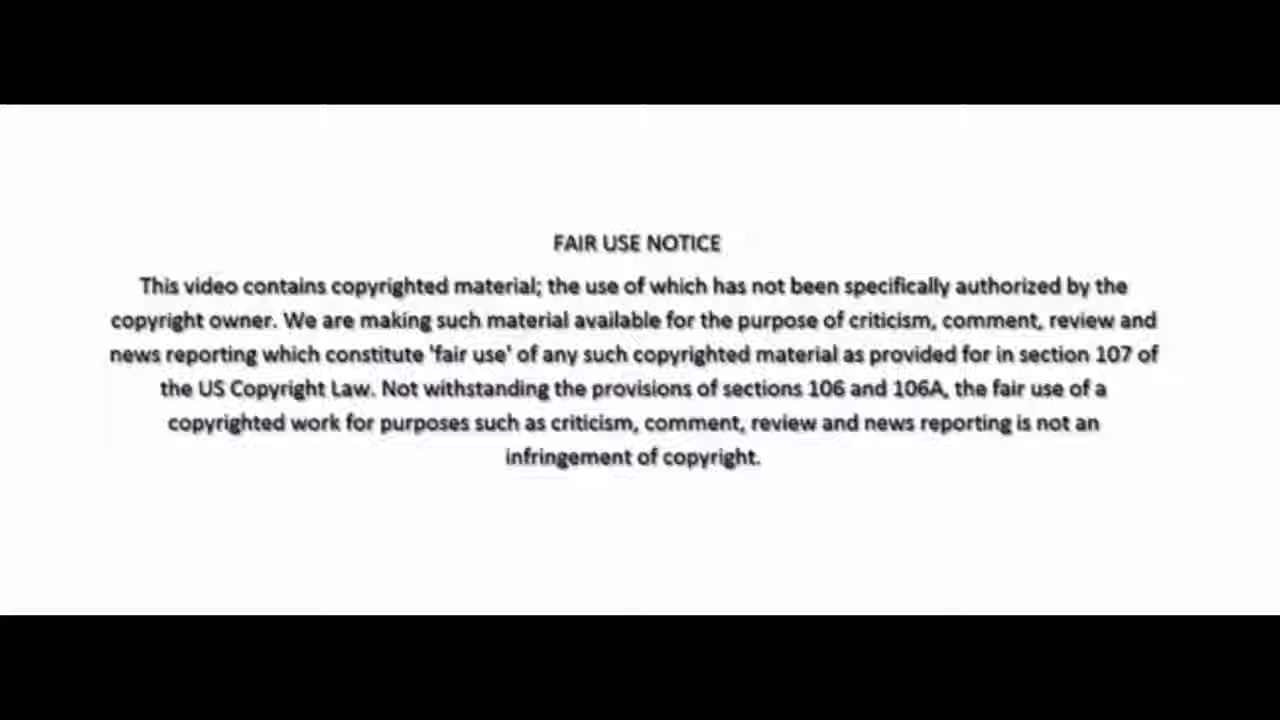 FAIR USE NOTICE
This video contains copyrighted material; the use of which has not been specifically authorized by the
copyright owner. We are making such material available for the purpose of criticism, comment, review and
news reporting which constitute 'fair use' of any such copyrighted material as provided for in section 107 of
the US Copyright Law. Not withstanding the provisions of sections 106 and 106A, the fair use of a
copyrighted work for purposes such as criticism, comment, review and news reporting is not an
infringement of copyright.